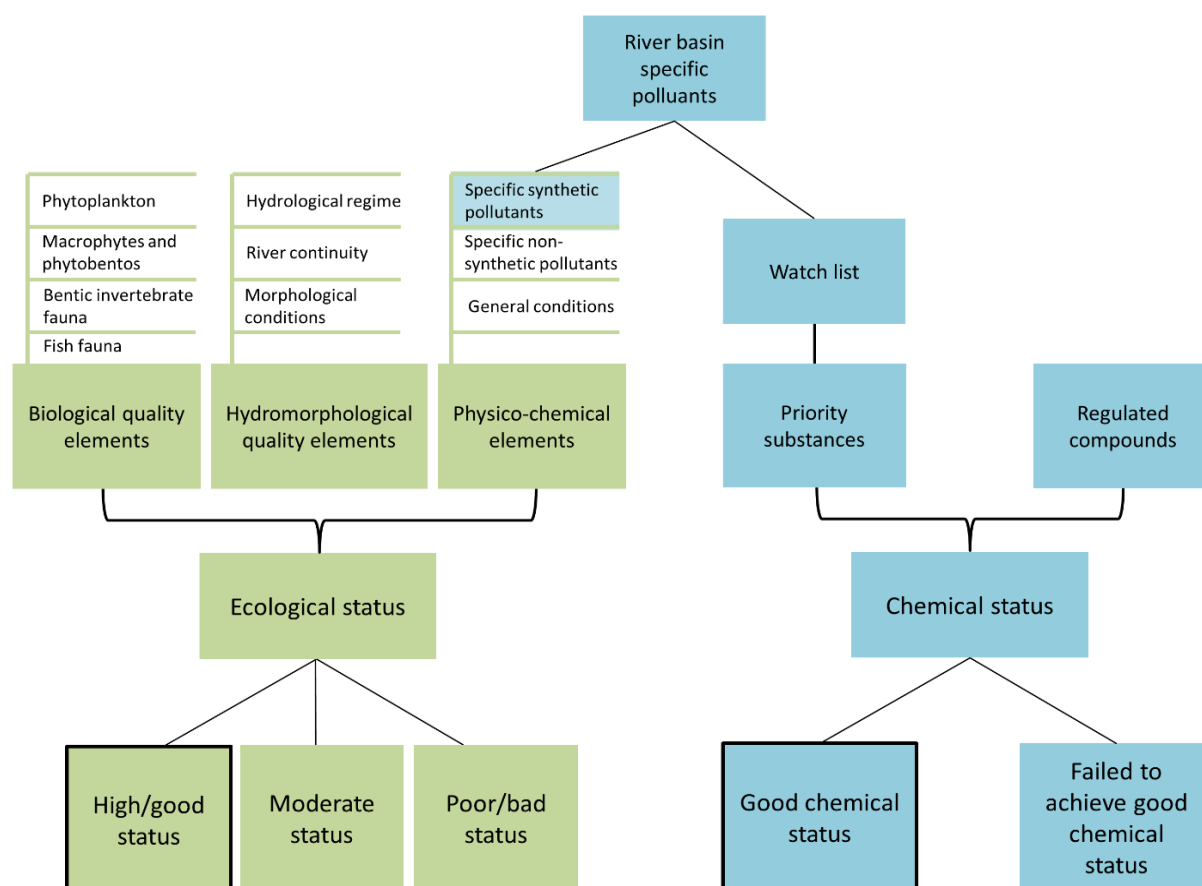 River basin
specific
polluants
Phytoplankton
Macrophytes and
phytobentos
Bentic invertebrate
fauna
Fish fauna
Hydrological regime
River continuity
Morphological
conditions
Specific synthetic
pollutants
Specific non-
synthetic pollutants
General conditions
Watch list
Biological quality
elements
Hydromorphological
quality elements
Physico-chemical
elements
Priority
substances
Regulated
compounds
Ecological status
Chemical status
High/good
status
Moderate
status
Poor/bad
status
Good chemical
status
Failed to
achieve good
chemical
status